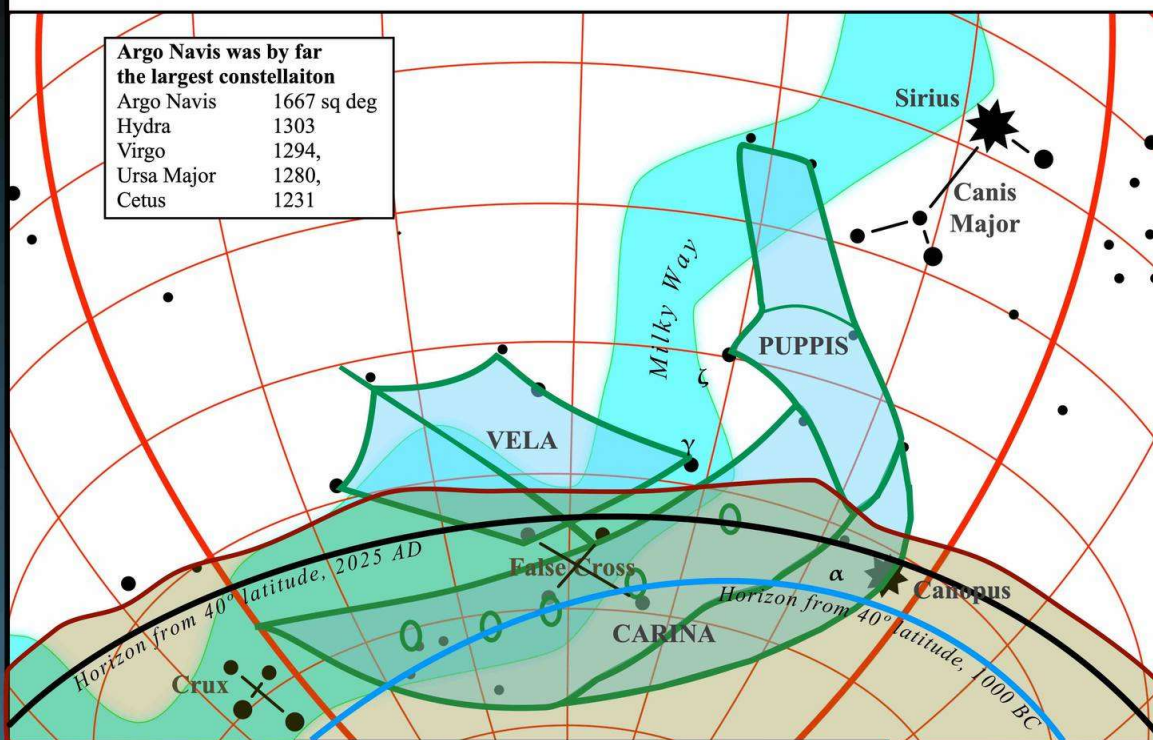 Argo Navis was by far
the largest constellaiton
Argo Navis 1667 sq deg
Hydra 1303
Virgo 1294,
Ursa Major 1280,
Cetus 1231
Sirius
Canis
Major
Milky Way
PUPPIS
ζ
VELA
γ
False Cross
α
Canopus
Horizon from 40° latitude, 2025 AD
Horizon from 40° latitude, 1000 BC
CARINA
Crux